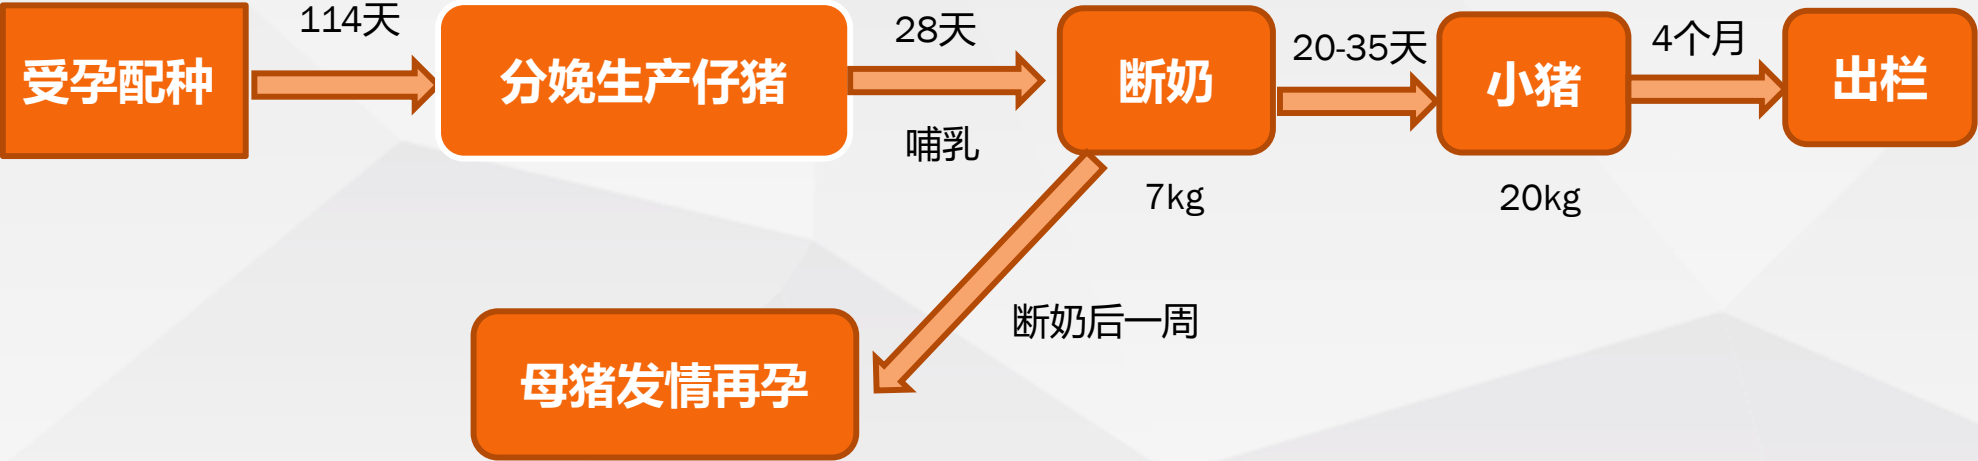 受孕配种
114天
分娩生产仔猪
28天
哺乳
断奶
7kg
20-35天
小猪
20kg
4个月
出栏
断奶后一周
母猪发情再孕